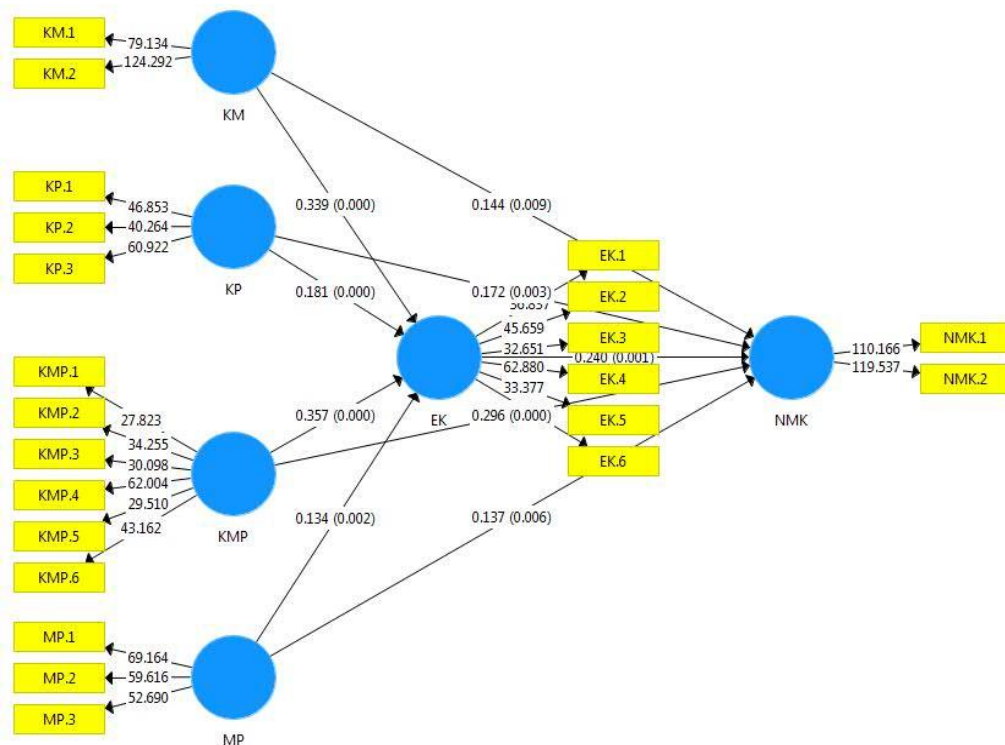 KM.1
79.134
KM.2
124.292
KM
KP.1
46.853
KP.2
40.264
KP.3
60.922
KP
0.339 (0.000)
0.144 (0.009)
0.181 (0.000)
0.172 (0.003)
EK.1
EK.2
45.659
EK.3
32.651
0.240 (0.001)
62.880
EK.4
33.377
EK.5
EK.6
EK
NMK
110.166
NMK.1
119.537
NMK.2
KMP.1
27.823
KMP.2
34.255
KMP.3
30.098
KMP.4
62.004
29.510
KMP.5
43.162
KMP.6
KMP
0.357 (0.000)
0.296 (0.000)
0.134 (0.002)
0.137 (0.006)
MP.1
69.164
MP.2
59.616
52.690
MP.3
MP